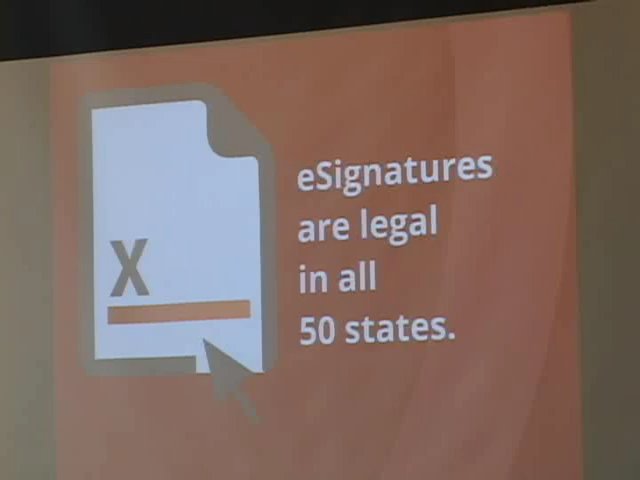 X
eSignatures
are legal
in all
50 states.